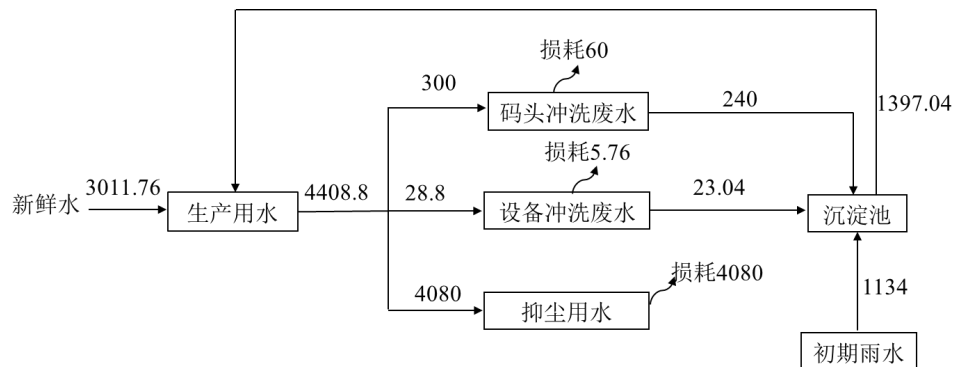 损耗60
300
码头冲洗废水
240
1397.04
损耗5.76
新鲜水
3011.76
生产用水
4408.8
28.8
设备冲洗废水
23.04
沉淀池
4080
抑尘用水
损耗4080
1134
初期雨水